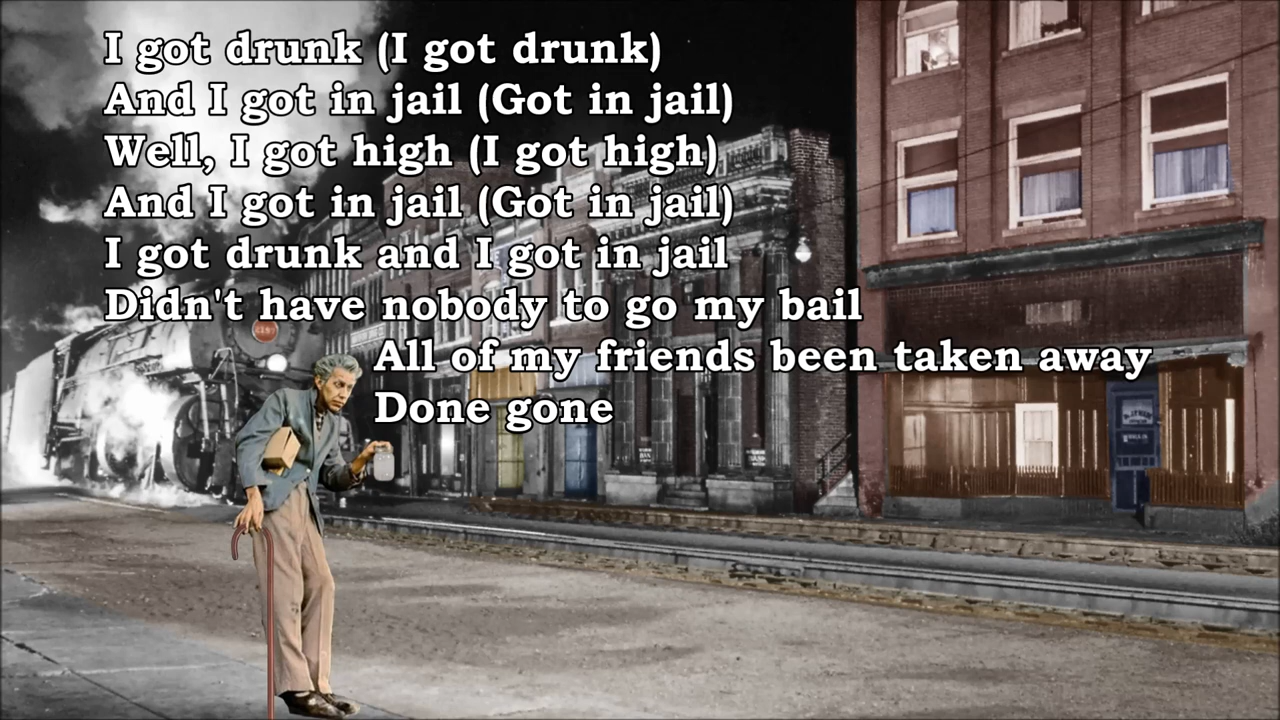 I got drunk (I got drunk)
And I got in jail (Got in jail)
Well, I got high (I got high)
And I got in jail (Got in jail)
I got drunk and I got in jail
Didn't have nobody to go my bail
All of my friends been taken away
Done gone